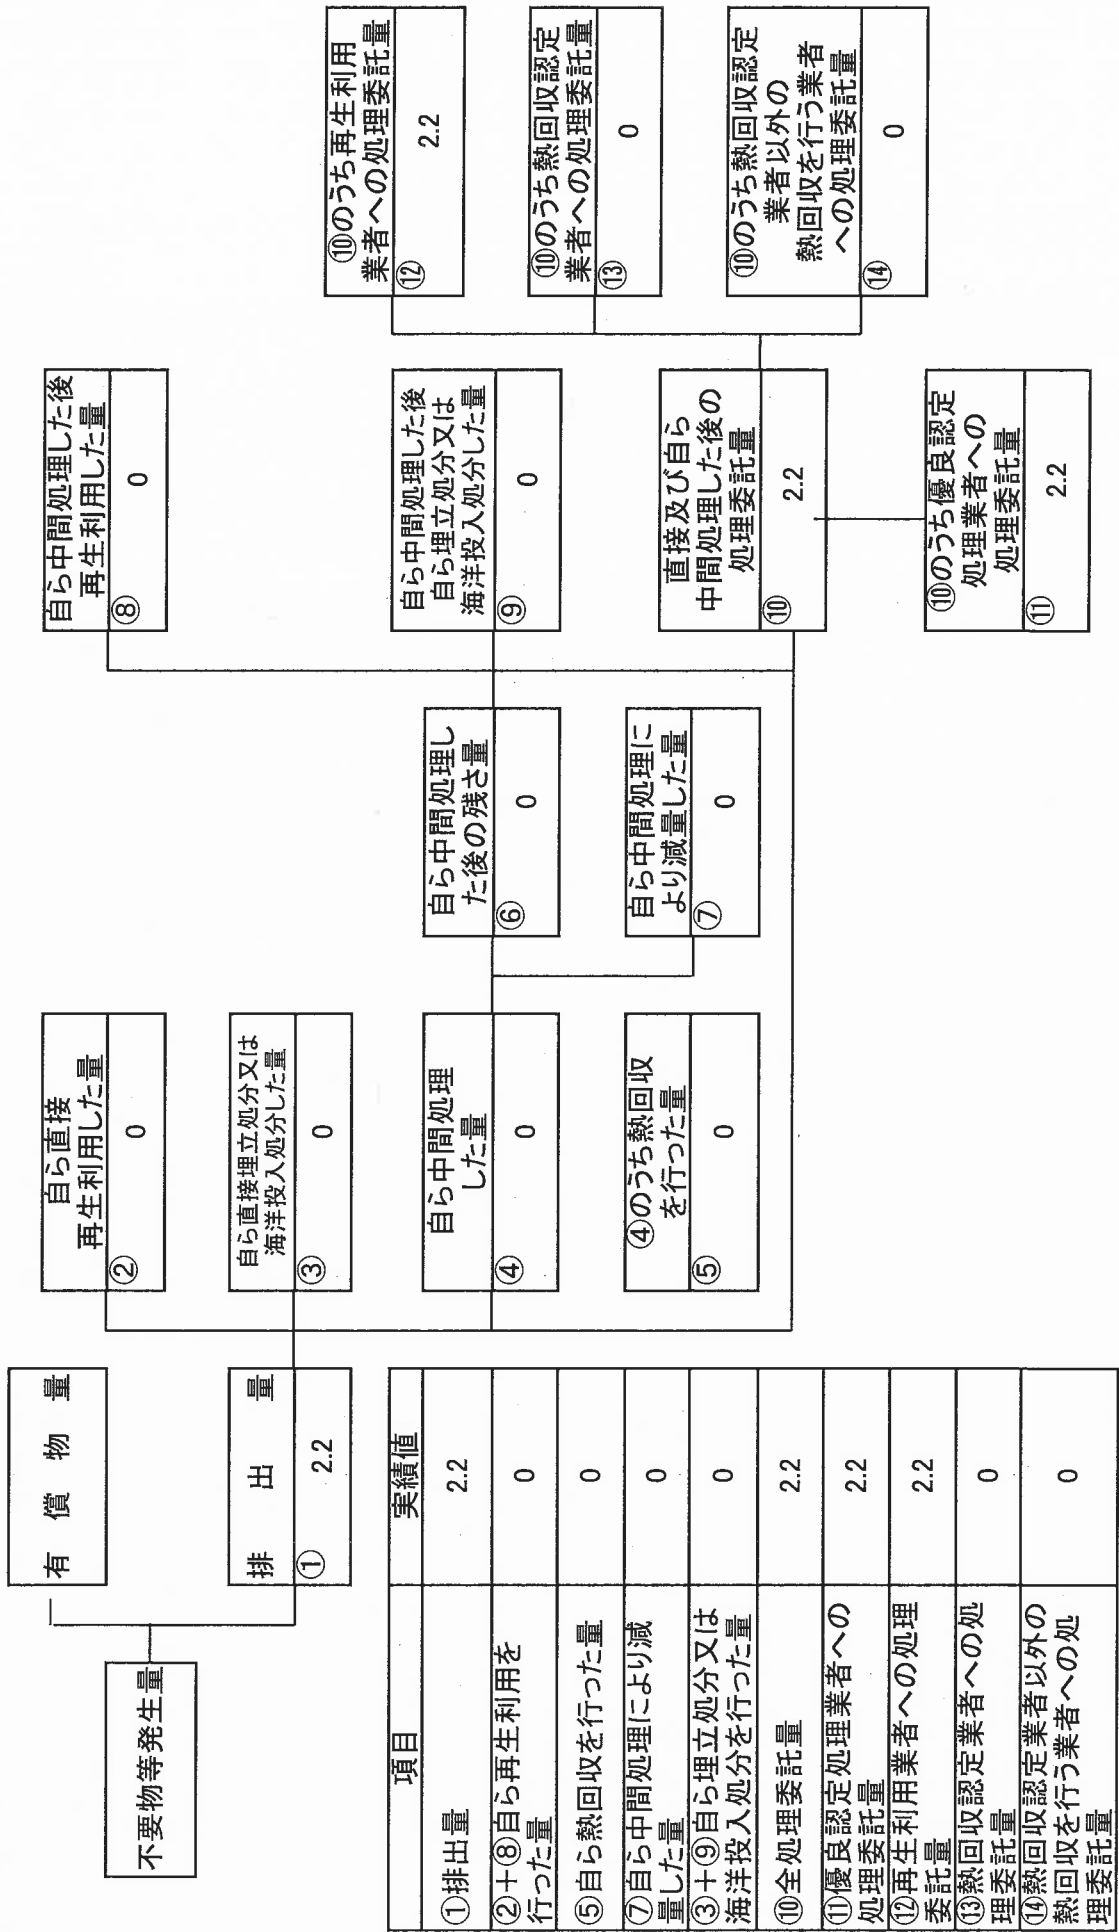 不要物等発生量
有償物量
排出量
①
2.2
自ら直接
再生利用した量
②
0
自ら直接埋立処分又は
海洋投入処分した量
③
0
自ら中間処理
した量
④
0
④のうち熱回収
を行った量
⑤
0
自ら中間処理し
た後の残さ量
⑥
0
自ら中間処理に
より減量した量
⑦
0
自ら中間処理した後
再生利用した量
⑧
0
自ら中間処理した後
自ら埋立処分又は
海洋投入処分した量
⑨
0
直接及び自ら
中間処理した後の
処理委託量
⑩
2.2
⑩のうち優良認定
処理業者への
処理委託量
⑪
2.2
⑩のうち再生利用
業者への処理委託量
⑫
2.2
⑩のうち熱回収認定
業者への処理委託量
⑬
0
⑩のうち熱回収認定
業者以外の
熱回収を行う業者
への処理委託量
⑭
0
項目
実績値
①排出量
2.2
②+⑧自ら再生利用を
行った量
0
⑤自ら熱回収を行った量
0
⑦自ら中間処理により減
量した量
0
③+⑨自ら埋立処分又は
海洋投入処分を行った量
0
⑩全処理委託量
2.2
⑪優良認定処理業者への
処理委託量
2.2
⑫再生利用業者への処理
委託量
2.2
⑬熱回収認定業者への処
理委託量
0
⑭熱回収認定業者以外の
熱回収を行う業者への処
理委託量
0